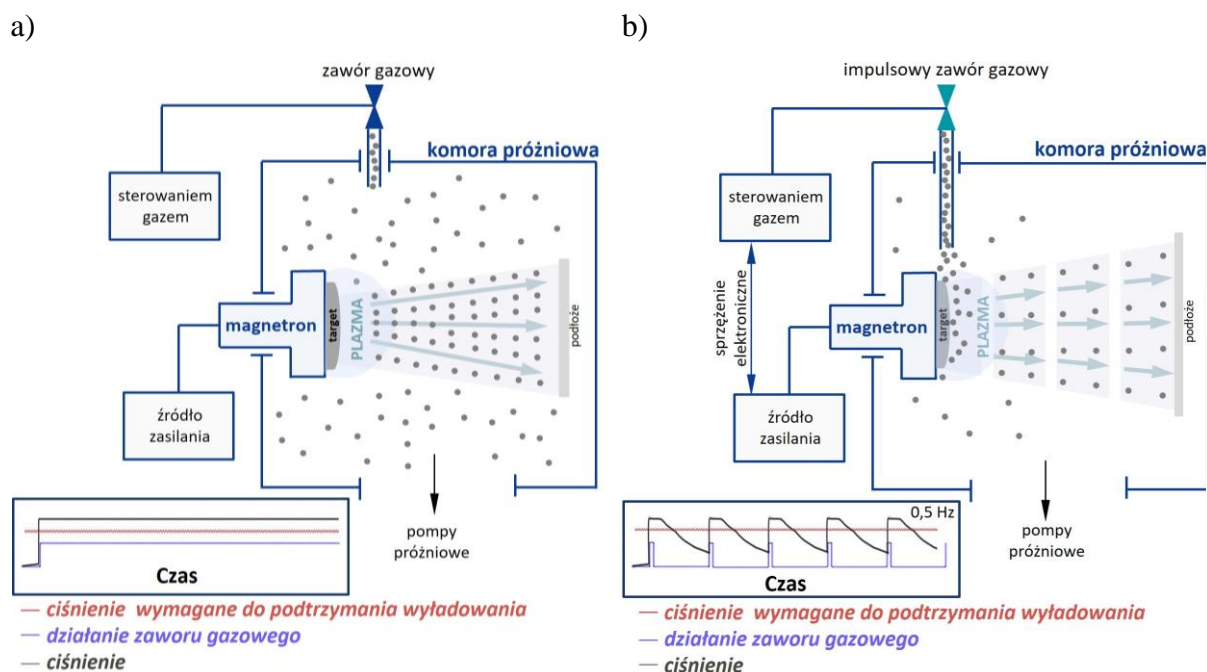 a)
zawór gazowy
komora próżniowa
sterowaniem
gazem
magnetron
target
PLAZMA
podłoże
źródło
zasilania
pompy
próżniowe
Czas
ciśnienie wymagane do podtrzymania wyładowania
działanie zaworu gazowego
ciśnienie
b)
impulsowy zawór gazowy
komora próżniowa
sterowaniem
gazem
sprzężenie
elektroniczne
magnetron
target
PLAZMA
podłoże
źródło
zasilania
pompy
próżniowe
0,5 Hz
Czas
ciśnienie wymagane do podtrzymania wyładowania
działanie zaworu gazowego
ciśnienie